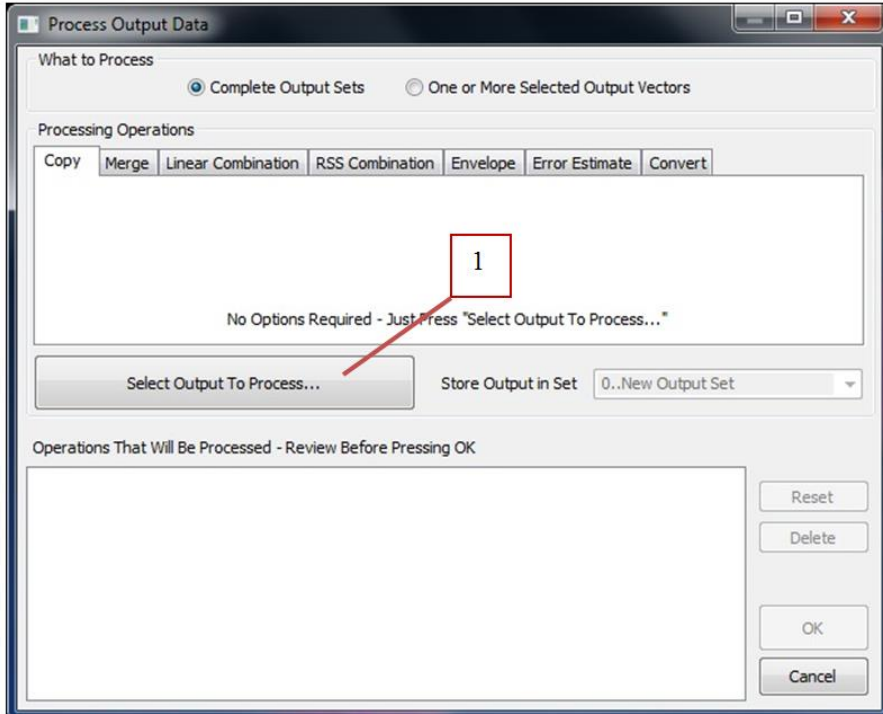 Process Output Data
What to Process
Complete Output Sets One or More Selected Output Vectors
Processing Operations
Copy Merge Linear Combination RSS Combination Envelope Error Estimate Convert
1
No Options Required - Just Press "Select Output To Process..."
Select Output To Process... Store Output in Set 0..New Output Set
Operations That Will Be Processed - Review Before Pressing OK
Reset
Delete
OK
Cancel